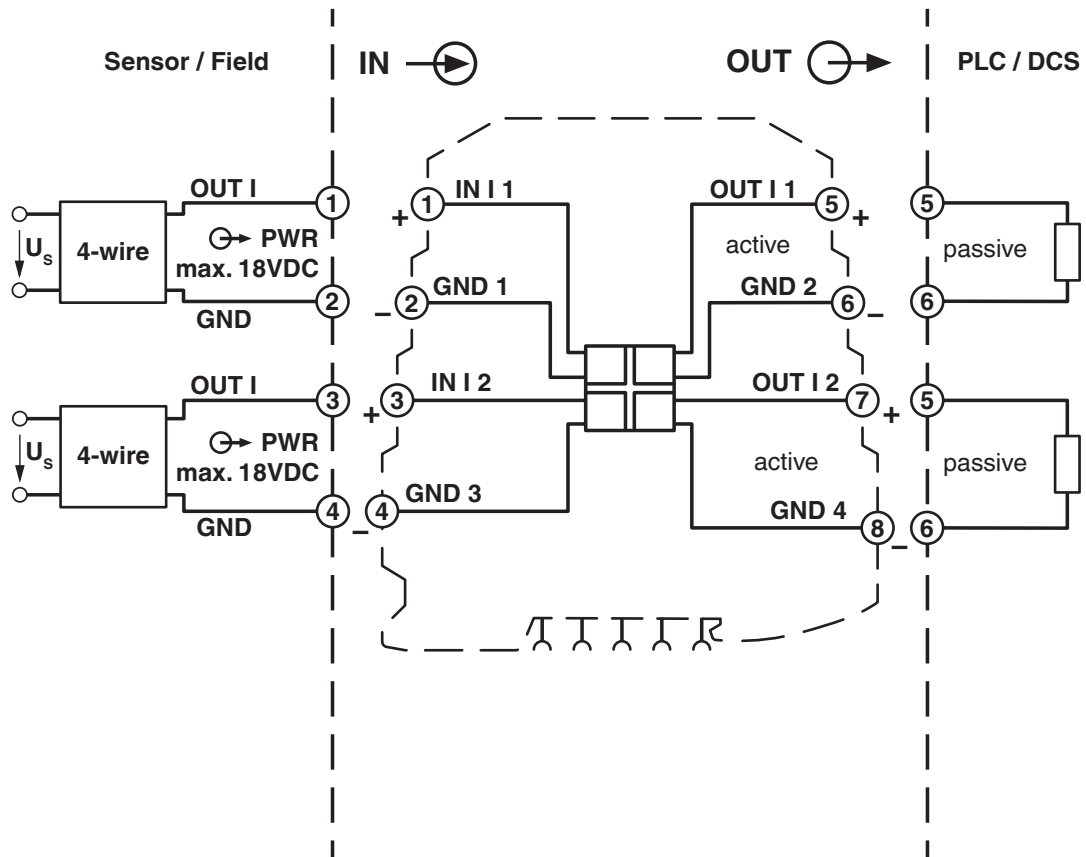 Sensor / Field
IN
OUT
PLC / DCS
OUT I
1
+
1
IN I 1
OUT I 1
5
+
5
U_S
4-wire
PWR
max. 18VDC
active
passive
GND
2
–
2
GND 1
GND 2
6
–
6
OUT I
3
+
3
IN I 2
OUT I 2
7
+
5
U_S
4-wire
PWR
max. 18VDC
active
passive
GND
4
–
4
GND 3
GND 4
8
–
6